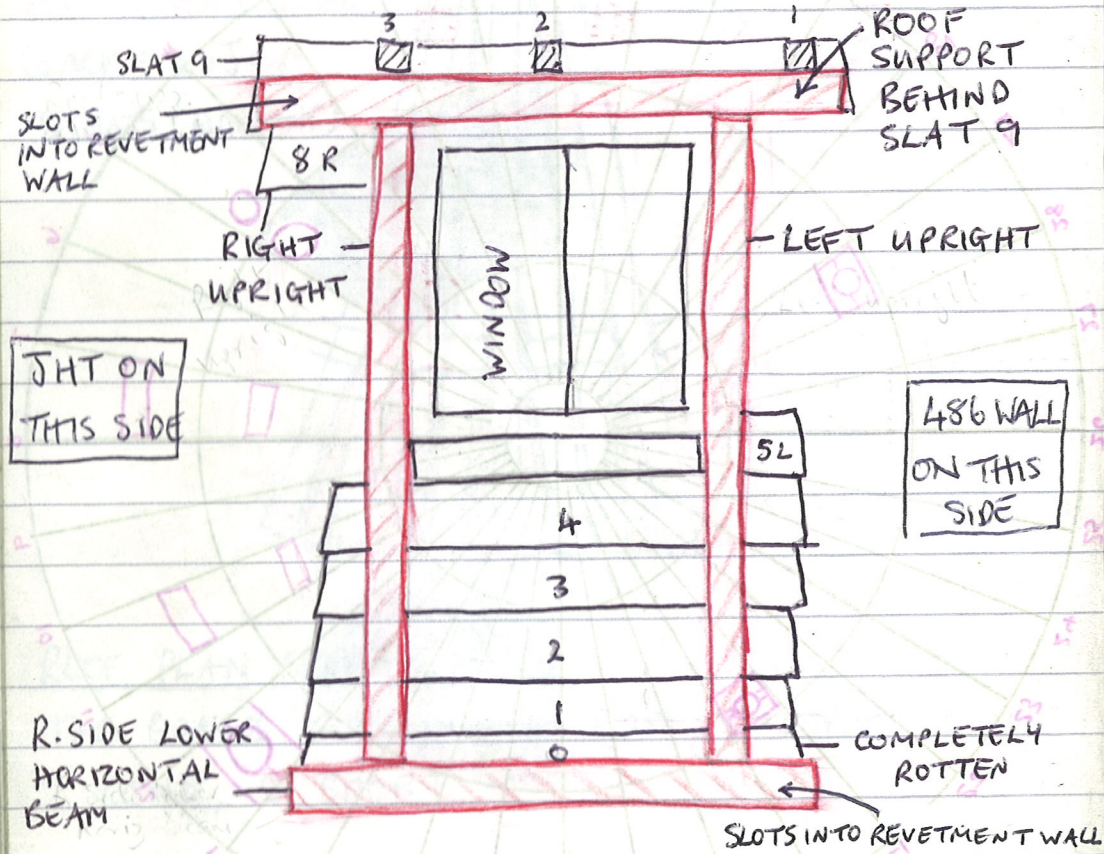 3
2
1
ROOF
SUPPORT
BEHIND
SLAT 9
SLAT 9
SLOTS
INTO REVETMENT
WALL
8 R
RIGHT
UPRIGHT
LEFT UPRIGHT
WINDOW
JHT ON
THIS SIDE
486 WALL
ON THIS
SIDE
5L
4
3
2
1
0
R. SIDE LOWER
HORIZONTAL
BEAM
COMPLETELY
ROTTEN
SLOTS INTO REVETMENT WALL